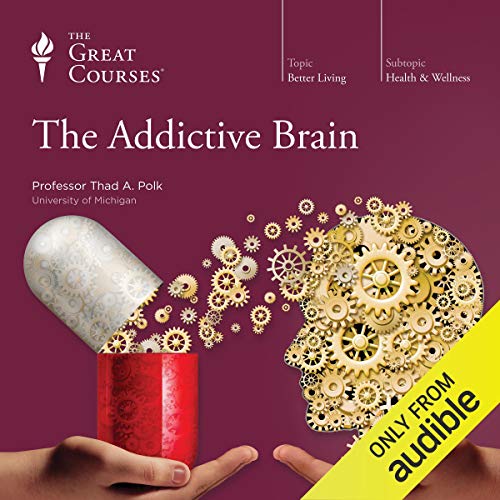 THE
GREAT
COURSES®
Topic
Better Living
Subtopic
Health & Wellness
The Addictive Brain
Professor Thad A. Polk
University of Michigan
ONLY FROM
audible